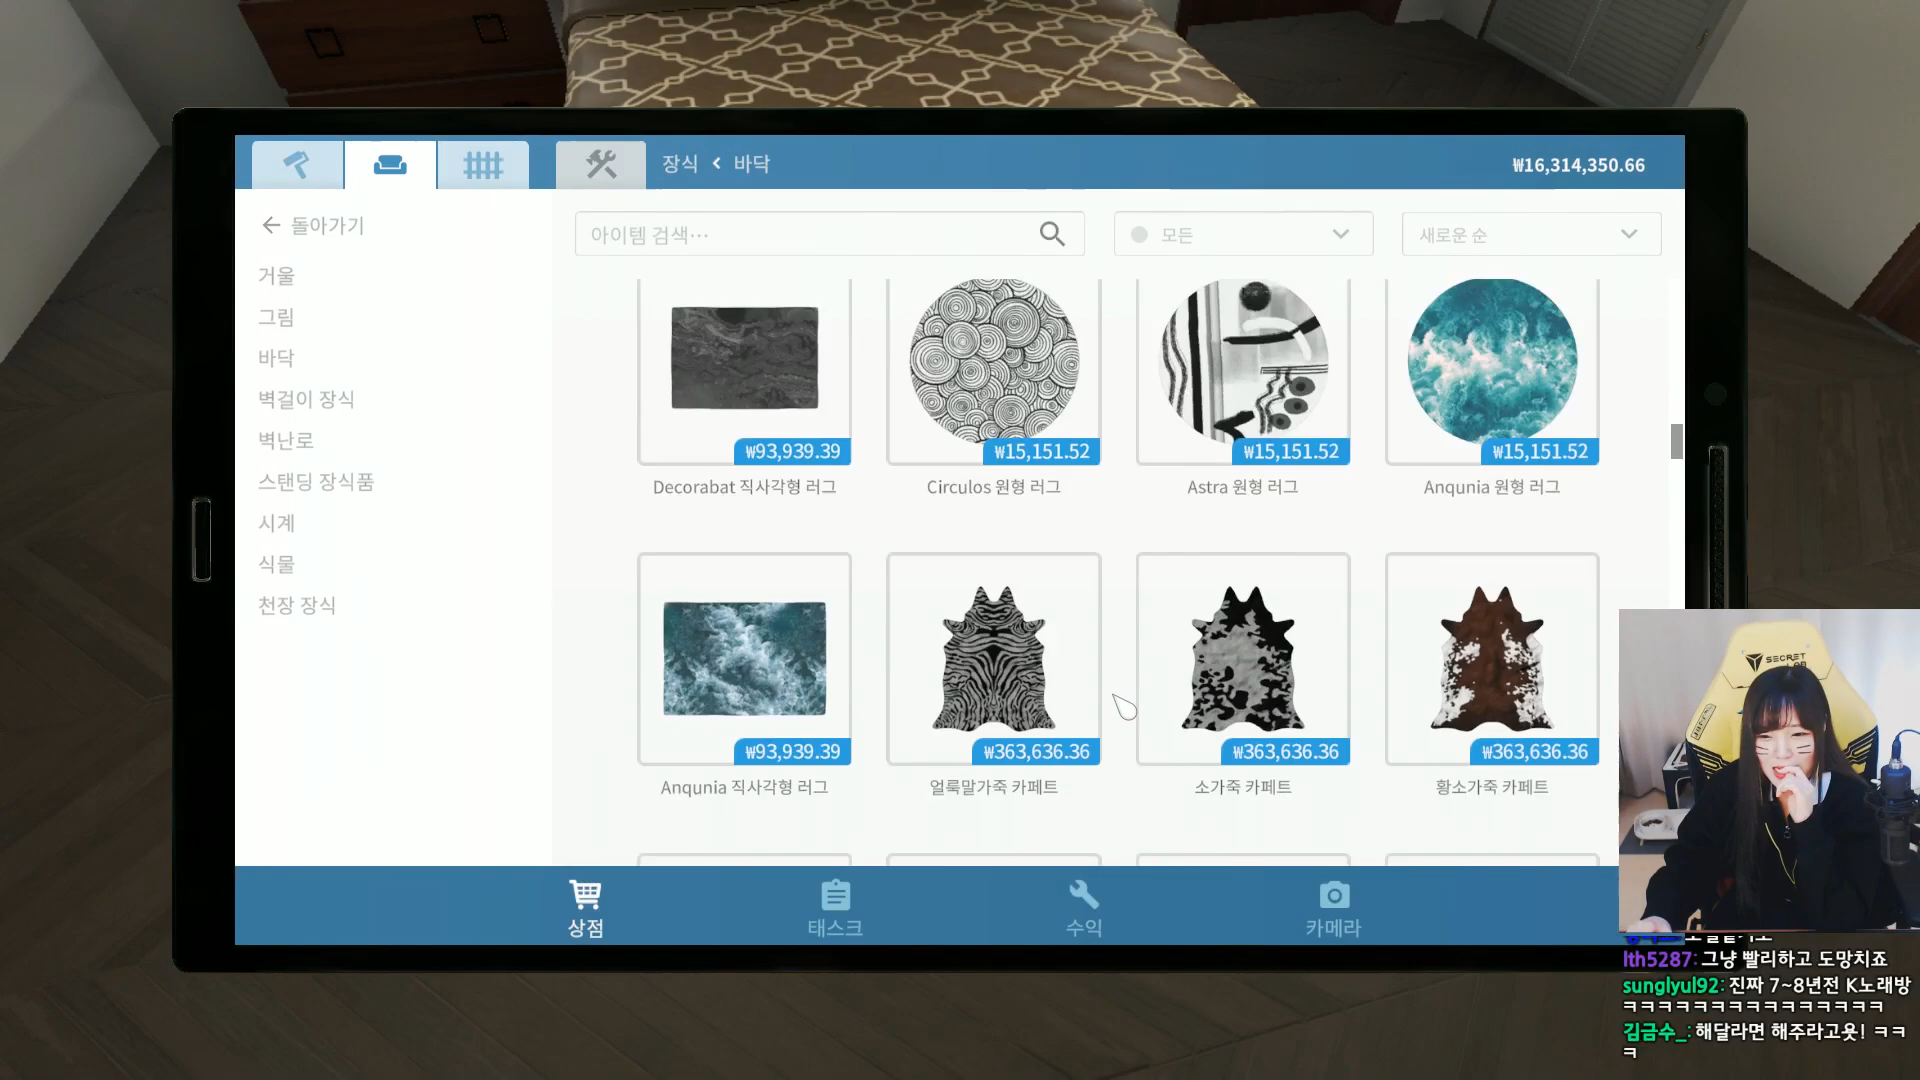 장식 < 바닥
₩16,314,350.66
돌아가기
아이템 검색…
모든
새로운 순
거울
그림
바닥
벽걸이 장식
벽난로
스탠딩 장식품
시계
식물
천장 장식
₩93,939.39
₩15,151.52
₩15,151.52
₩15,151.52
Decorabat 직사각형 러그
Circulos 원형 러그
Astra 원형 러그
Anqunia 원형 러그
₩93,939.39
₩363,636.36
₩363,636.36
₩363,636.36
Anqunia 직사각형 러그
얼룩말가죽 카페트
소가죽 카페트
황소가죽 카페트
상점
태스크
수익
카메라
SECRET
lth5287: 그냥 빨리하고 도망치죠
sunglyul92: 진짜 7~8년전 K노래방
ㅋㅋㅋㅋㅋㅋㅋㅋㅋㅋㅋㅋㅋㅋㅋ
김금수_: 해달라면 해주라고욧! ㅋㅋ
ㅋ